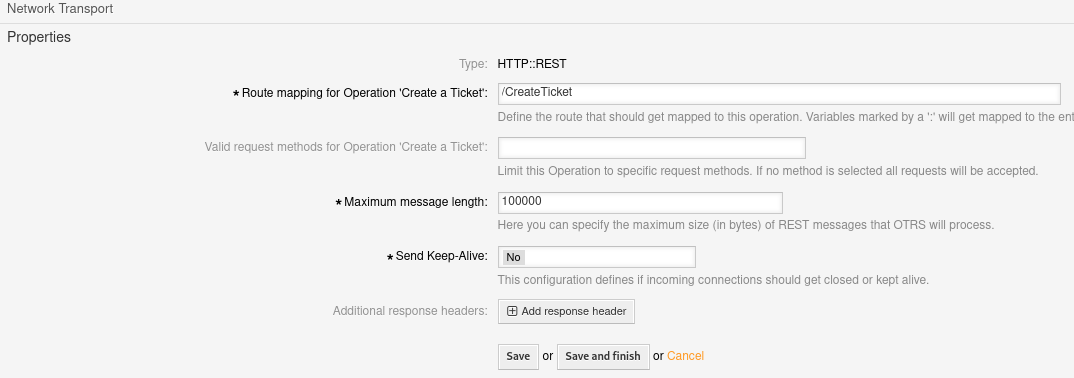 Network Transport
Properties
Type: HTTP::REST
* Route mapping for Operation 'Create a Ticket': /CreateTicket
Define the route that should get mapped to this operation. Variables marked by a ':' will get mapped to the ent
Valid request methods for Operation 'Create a Ticket':
Limit this Operation to specific request methods. If no method is selected all requests will be accepted.
* Maximum message length: 100000
Here you can specify the maximum size (in bytes) of REST messages that OTRS will process.
* Send Keep-Alive: No
This configuration defines if incoming connections should get closed or kept alive.
Additional response headers: Add response header
Save or Save and finish or Cancel